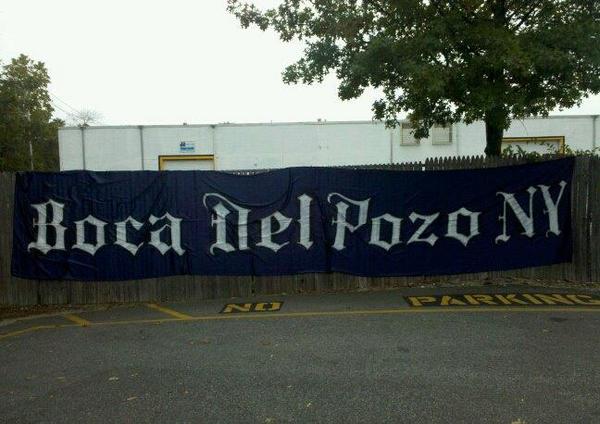 Boca Del Pozo NY
NO PARKING